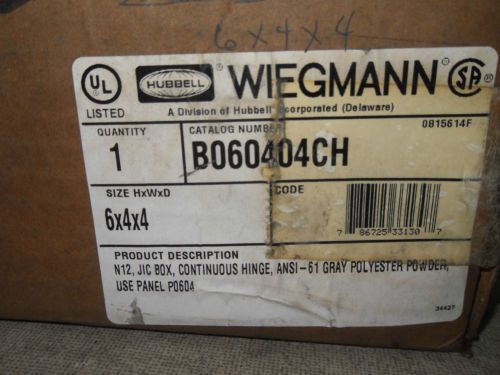 6x4x4
UL
LISTED
HUBBELL
WIEGMANN
SA
A Division of Hubbell Incorporated (Delaware)
QUANTITY
1
CATALOG NUMBER
0815614F
B060404CH
SIZE HxWxD
6x4x4
CODE
7 86725 33130 7
PRODUCT DESCRIPTION
N12, JIC BOX, CONTINUOUS HINGE, ANSI-61 GRAY POLYESTER POWDER,
USE PANEL P0604
34427